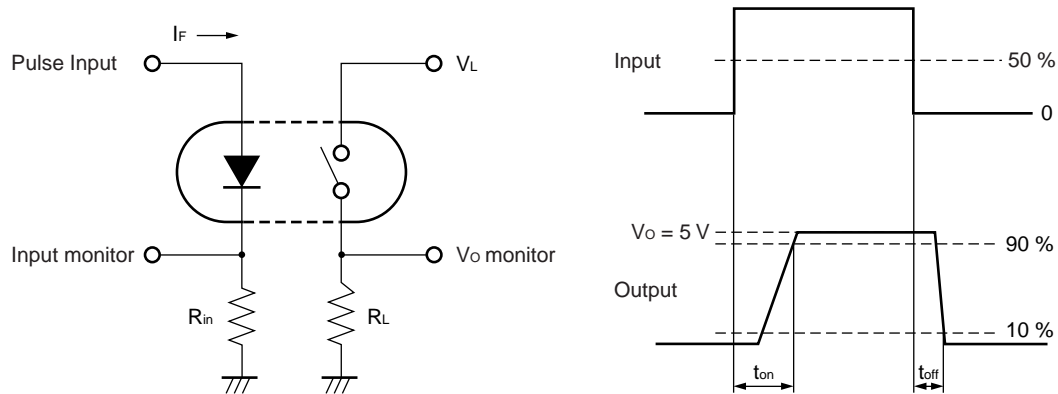 IF
Pulse Input
VL
Input monitor
VO monitor
Rin
RL
Input
50 %
0
VO = 5 V
90 %
Output
10 %
ton
toff